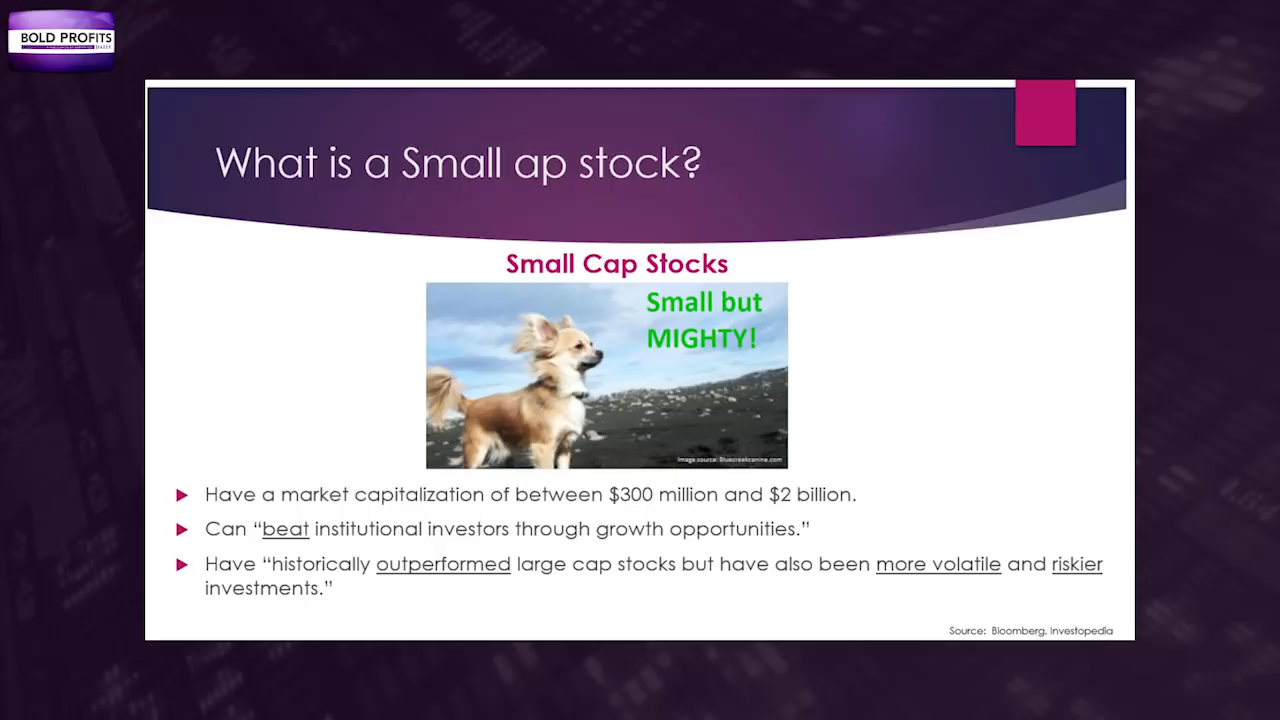 BOLD PROFITS
DAILY
What is a Small ap stock?
Small Cap Stocks
Small but
MIGHTY!
Image source: Bluecreekcanine.com
Have a market capitalization of between $300 million and $2 billion.
Can “beat institutional investors through growth opportunities.”
Have “historically outperformed large cap stocks but have also been more volatile and riskier
investments.”
Source: Bloomberg, Investopedia